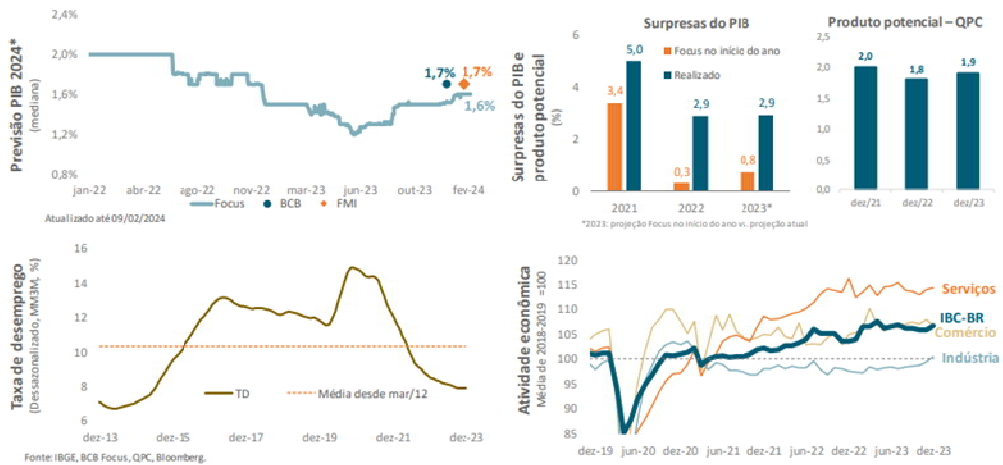 Previsão PIB 2024*
(mediana)
2,4%
2,0%
1,6%
1,2%
0,8%
1,7%
1,7%
1,6%
jan-22 abr-22 ago-22 nov-22 mar-23 jun-23 out-23 fev-24
Focus BCB FMI
Atualizado até 09/02/2024
Surpresas do PIB
Surpresas do PIB e
produto potencial
(%)
6
4
2
0
Focus no início do ano
Realizado
3,4 5,0
0,3 2,9
0,8 2,9
2021 2022 2023*
*2023: projeção Focus no início do ano vs. projeção atual
Produto potencial – QPC
2,5
2,0
1,5
1,0
0,5
0,0
2,0 1,8 1,9
dez/21 dez/22 dez/23
Taxa de desemprego
(Dessazonalizado, MM3M, %)
16
14
12
10
8
6
TD Média desde mar/12
dez-13 dez-15 dez-17 dez-19 dez-21 dez-23
Atividade econômica
Média de 2018-2019 =100
120
115
110
105
100
95
90
85
Serviços
IBC-BR
Comércio
Indústria
dez-19 jun-20 dez-20 jun-21 dez-21 jun-22 dez-22 jun-23 dez-23
Fonte: IBGE, BCB Focus, QPC, Bloomberg.